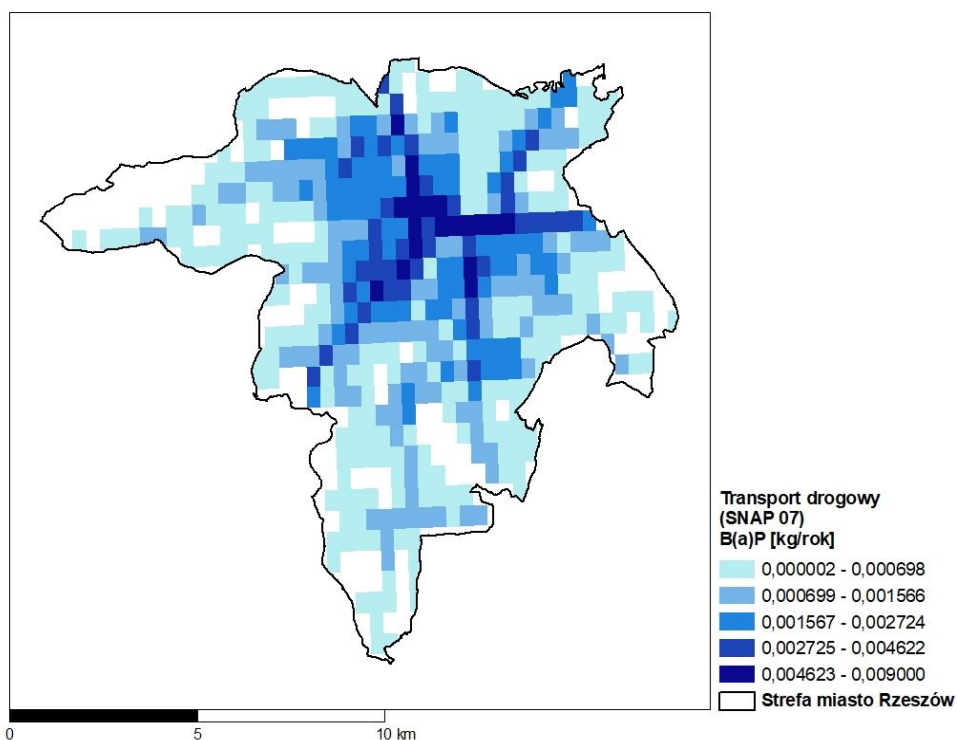 Transport drogowy
(SNAP 07)
B(a)P [kg/rok]
0,000002 - 0,000698
0,000699 - 0,001566
0,001567 - 0,002724
0,002725 - 0,004622
0,004623 - 0,009000
Strefa miasto Rzeszów
0 5 10 km